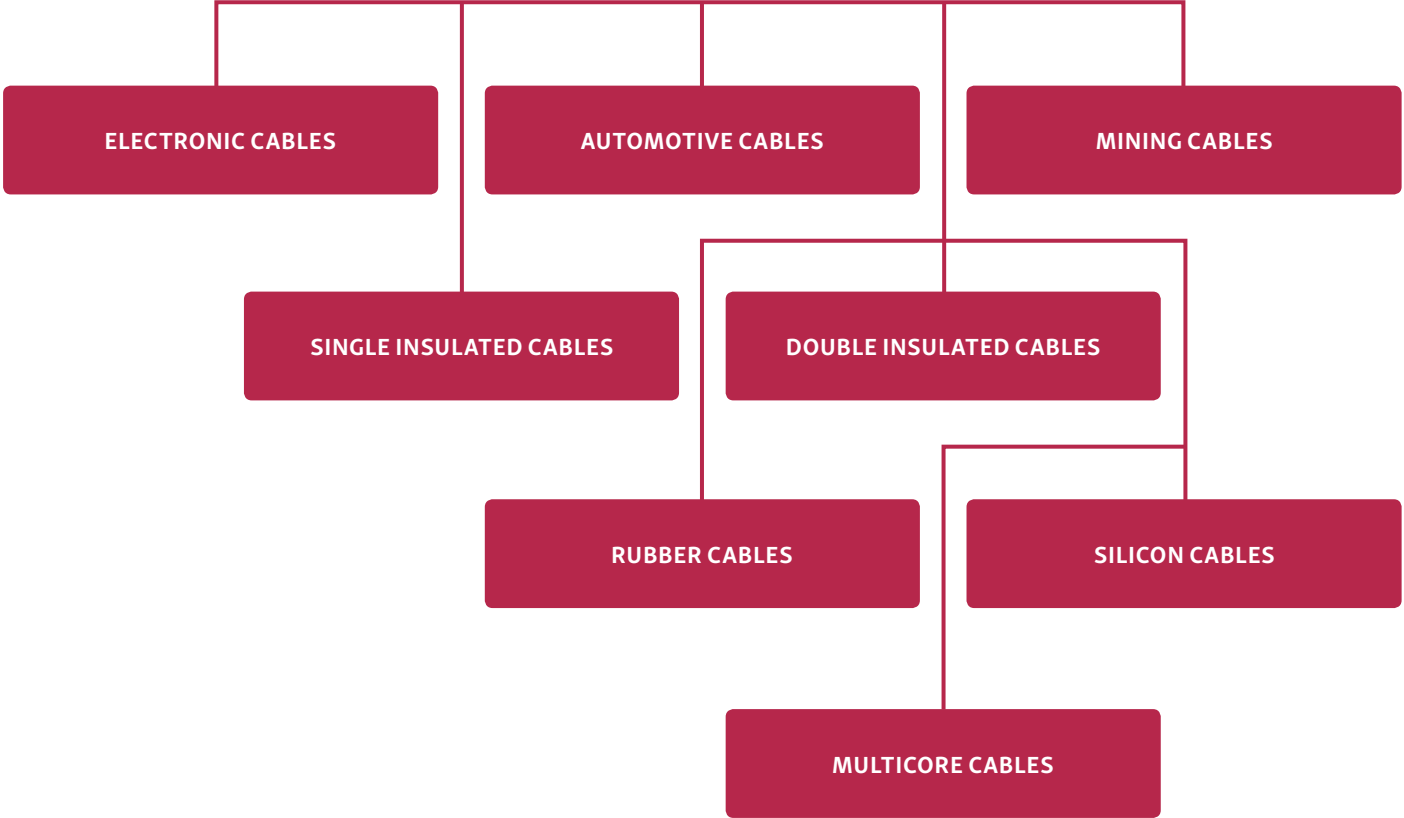 ELECTRONIC CABLES
AUTOMOTIVE CABLES
MINING CABLES
SINGLE INSULATED CABLES
DOUBLE INSULATED CABLES
RUBBER CABLES
SILICON CABLES
MULTICORE CABLES